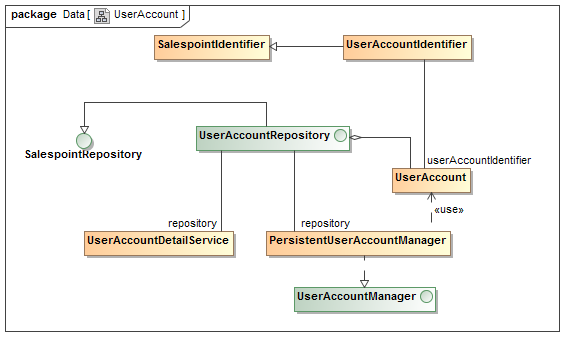 package Data [ UserAccount ]
SalespointIdentifier
UserAccountIdentifier
UserAccountRepository
SalespointRepository
userAccountIdentifier
UserAccount
«use»
repository
repository
UserAccountDetailService
PersistentUserAccountManager
UserAccountManager